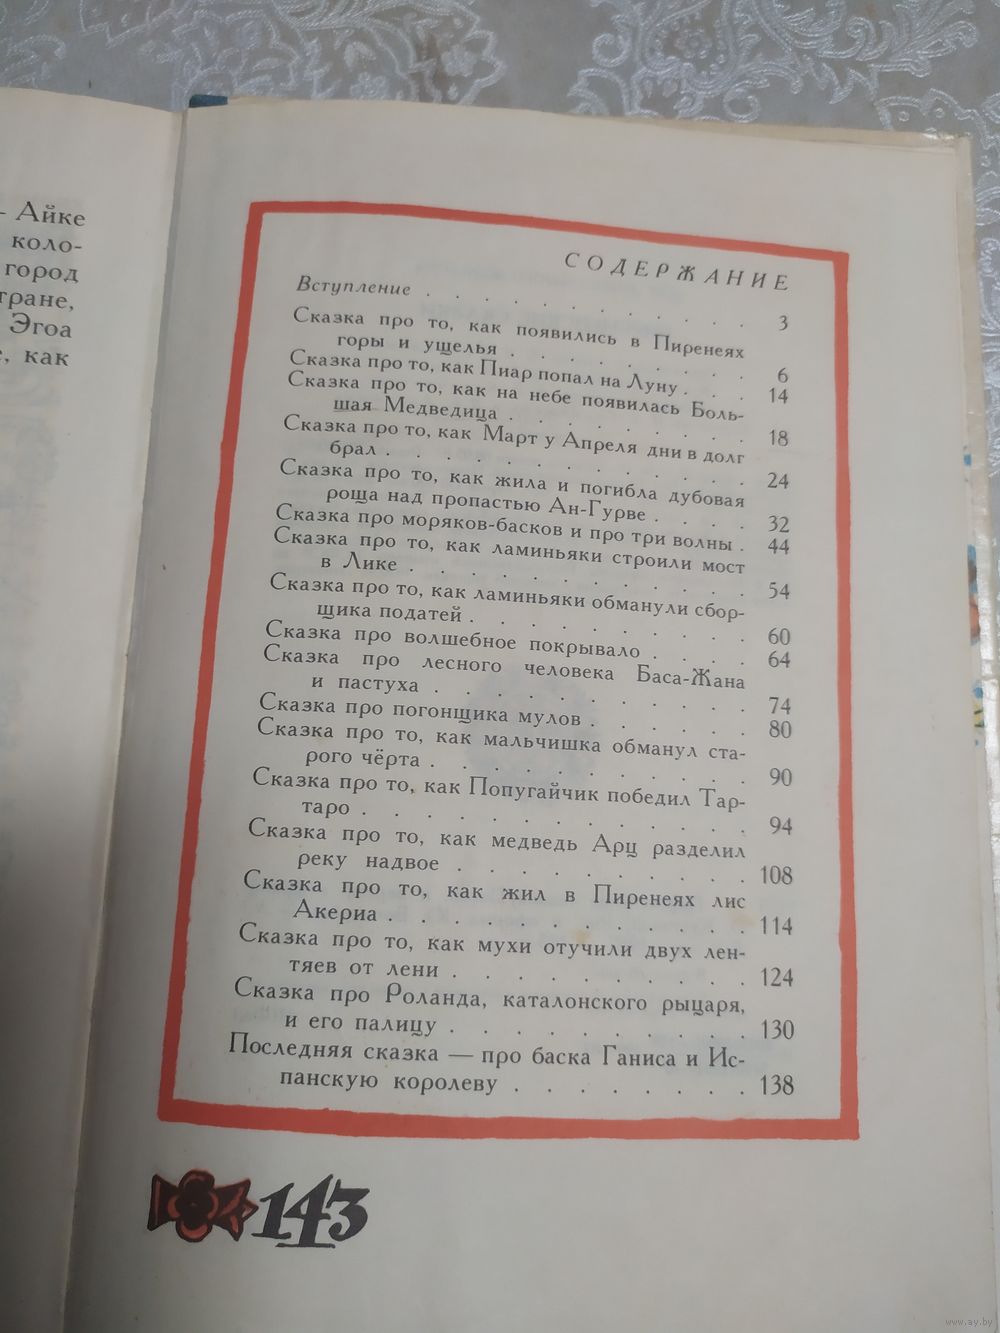 – Айке
коло-
город
тране,
Эгоа
е, как
СОДЕРЖАНИЕ
Вступление . . . . . . . . . . 3
Сказка про то, как появились в Пиренеях
горы и ущелья . . . . . . . . 6
Сказка про то, как Пиар попал на Луну . . . 14
Сказка про то, как на небе появилась Боль-
шая Медведица . . . . . . . . 18
Сказка про то, как Март у Апреля дни в долг
брал . . . . . . . . . . . 24
Сказка про то, как жила и погибла дубовая
роща над пропастью Ан-Гурве . . . . 32
Сказка про моряков-басков и про три волны . 44
Сказка про то, как ламиньяки строили мост
в Лике . . . . . . . . . . . 54
Сказка про то, как ламиньяки обманули сбор-
щика податей . . . . . . . . . 60
Сказка про волшебное покрывало . . . . 64
Сказка про лесного человека Баса-Жана
и пастуха . . . . . . . . . . 74
Сказка про погонщика мулов . . . . . 80
Сказка про то, как мальчишка обманул ста-
рого чёрта . . . . . . . . . . 90
Сказка про то, как Попугайчик победил Тар-
таро . . . . . . . . . . . . 94
Сказка про то, как медведь Арц разделил
реку надвое . . . . . . . . . 108
Сказка про то, как жил в Пиренеях лис
Акериа . . . . . . . . . . . 114
Сказка про то, как мухи отучили двух лен-
тяев от лени . . . . . . . . . 124
Сказка про Роланда, каталонского рыцаря,
и его палицу . . . . . . . . . 130
Последняя сказка — про баска Ганиса и Ис-
панскую королеву . . . . . . . 138
143
www.ay.by